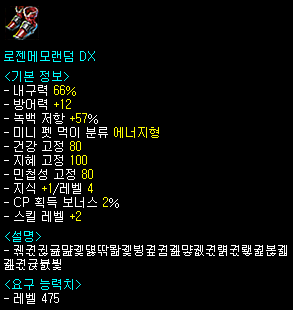 로젠메모랜덤 DX
<기본 정보>
- 내구력 66%
- 방어력 +12
- 녹백 저항 +57%
- 미니 펫 먹이 분류 에너지형
- 건강 고정 80
- 지혜 고정 100
- 민첩성 고정 80
- 지식 +1/레벨 4
- CP 획득 보너스 2%
- 스킬 레벨 +2
<설명>
<요구 능력치>
- 레벨 475